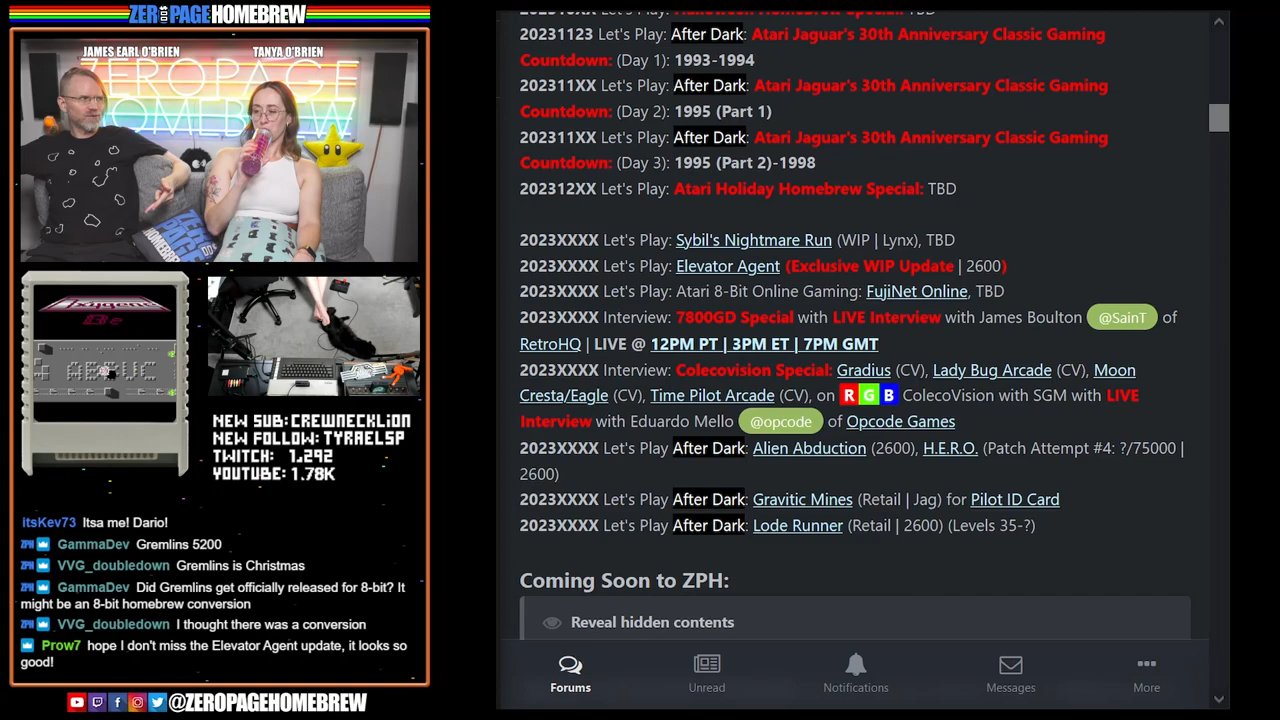 ZEROPAGE HOMEBREW
JAMES EARL O'BRIEN
TANYA O'BRIEN
ZEROPAGE
HOMEBREW
ABBUC
NEW SUB: CREWNECKLION
NEW FOLLOW: TYRAELSP
TWITCH: 1,292
YOUTUBE: 1.78K
itsKev73 Itsa me! Dario!
ZPH GammaDev Gremlins 5200
ZPH VVG_doubledown Gremlins is Christmas
ZPH GammaDev Did Gremlins get officially released for 8-bit? It
might be an 8-bit homebrew conversion
ZPH VVG_doubledown I thought there was a conversion
Prow7 hope I don't miss the Elevator Agent update, it looks so
good!
@ZEROPAGEHOMEBREW
Halloween Homebrew Special: TBD
20231123 Let's Play: After Dark: Atari Jaguar's 30th Anniversary Classic Gaming
Countdown: (Day 1): 1993-1994
202311XX Let's Play: After Dark: Atari Jaguar's 30th Anniversary Classic Gaming
Countdown: (Day 2): 1995 (Part 1)
202311XX Let's Play: After Dark: Atari Jaguar's 30th Anniversary Classic Gaming
Countdown: (Day 3): 1995 (Part 2)-1998
202312XX Let's Play: Atari Holiday Homebrew Special: TBD
2023XXXX Let's Play: Sybil's Nightmare Run (WIP | Lynx), TBD
2023XXXX Let's Play: Elevator Agent (Exclusive WIP Update | 2600)
2023XXXX Let's Play: Atari 8-Bit Online Gaming: FujiNet Online, TBD
2023XXXX Interview: 7800GD Special with LIVE Interview with James Boulton @SainT of
RetroHQ | LIVE @ 12PM PT | 3PM ET | 7PM GMT
2023XXXX Interview: Colecovision Special: Gradius (CV), Lady Bug Arcade (CV), Moon
Cresta/Eagle (CV), Time Pilot Arcade (CV), on R G B ColecoVision with SGM with LIVE
Interview with Eduardo Mello @opcode of Opcode Games
2023XXXX Let's Play After Dark: Alien Abduction (2600), H.E.R.O. (Patch Attempt #4: ?/75000 |
2600)
2023XXXX Let's Play After Dark: Gravitic Mines (Retail | Jag) for Pilot ID Card
2023XXXX Let's Play After Dark: Lode Runner (Retail | 2600) (Levels 35-?)
Coming Soon to ZPH:
Reveal hidden contents
Forums
Unread
Notifications
Messages
More